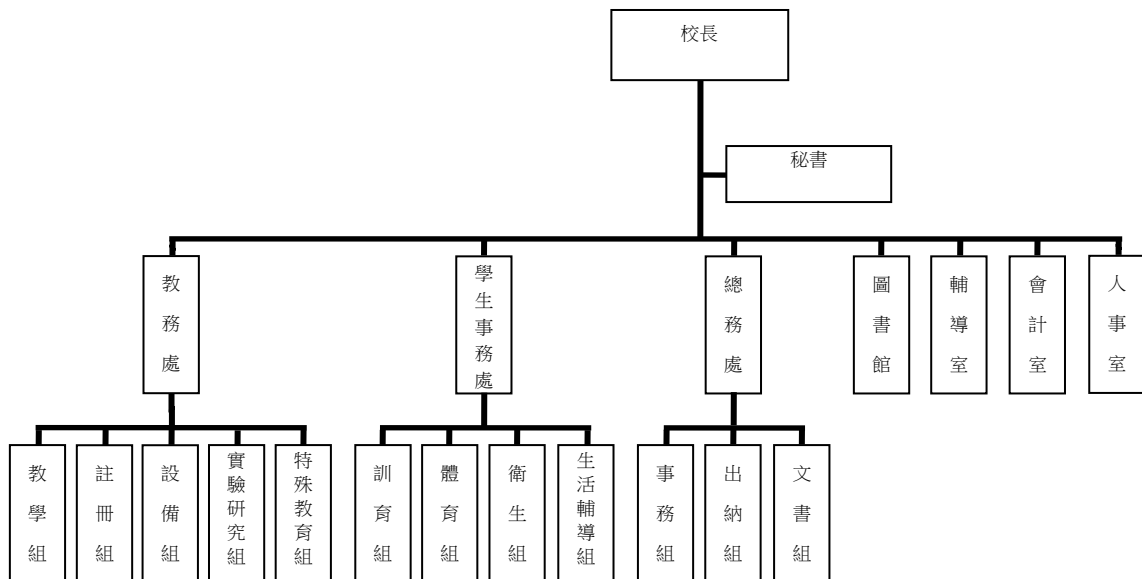 校長
秘書
教務處
學生事務處
總務處
圖書館
輔導室
會計室
人事室
教學組
註冊組
設備組
實驗研究組
特殊教育組
訓育組
體育組
衛生組
生活輔導組
事務組
出納組
文書組